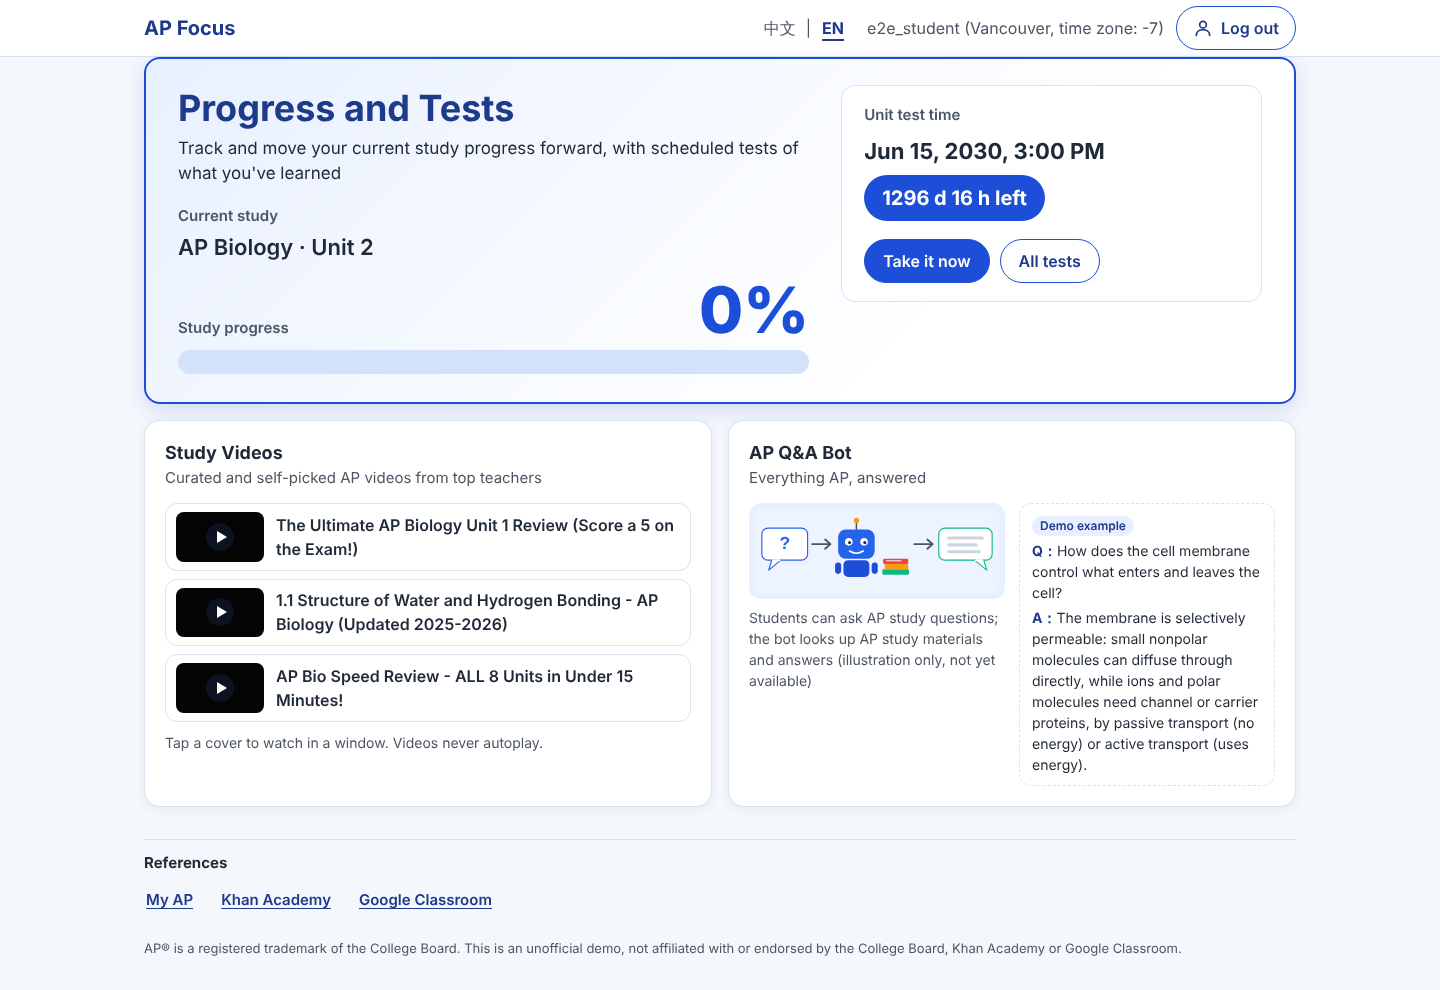 AP Focus
中文 | EN
e2e_student (Vancouver, time zone: -7)
Log out
Progress and Tests
Track and move your current study progress forward, with scheduled tests of
what you've learned
Current study
AP Biology · Unit 2
Study progress
0%
Unit test time
Jun 15, 2030, 3:00 PM
1296 d 16 h left
Take it now
All tests
Study Videos
Curated and self-picked AP videos from top teachers
The Ultimate AP Biology Unit 1 Review (Score a 5 on
the Exam!)
1.1 Structure of Water and Hydrogen Bonding - AP
Biology (Updated 2025-2026)
AP Bio Speed Review - ALL 8 Units in Under 15
Minutes!
Tap a cover to watch in a window. Videos never autoplay.
AP Q&A Bot
Everything AP, answered
?
Students can ask AP study questions;
the bot looks up AP study materials
and answers (illustration only, not yet
available)
Demo example
Q：How does the cell membrane
control what enters and leaves the
cell?
A：The membrane is selectively
permeable: small nonpolar
molecules can diffuse through
directly, while ions and polar
molecules need channel or carrier
proteins, by passive transport (no
energy) or active transport (uses
energy).
References
My AP
Khan Academy
Google Classroom
AP® is a registered trademark of the College Board. This is an unofficial demo, not affiliated with or endorsed by the College Board, Khan Academy or Google Classroom.